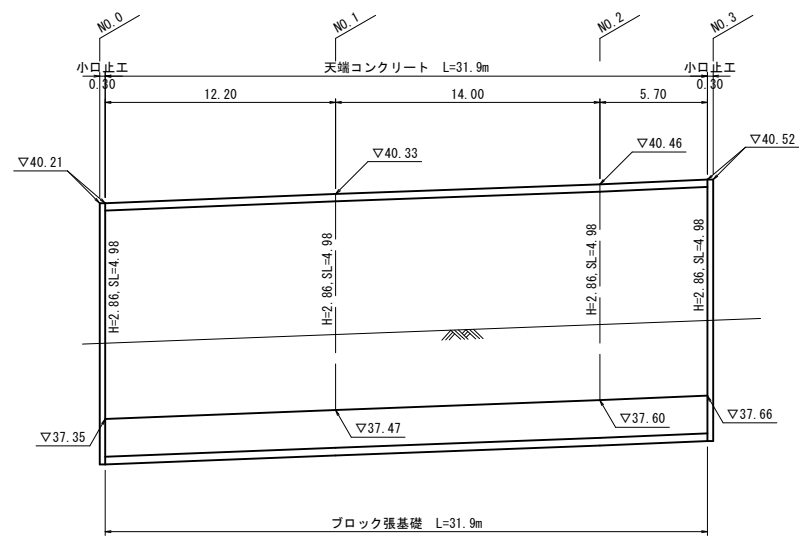 NO.0
NO.1
NO.2
NO.3
小口止工
天端コンクリート L=31.9m
小口止工
0.30
0.30
12.20
14.00
5.70
▽40.21
▽40.33
▽40.46
▽40.52
H=2.86,SL=4.98
H=2.86,SL=4.98
H=2.86,SL=4.98
H=2.86,SL=4.98
▽37.35
▽37.47
▽37.60
▽37.66
ブロック張基礎 L=31.9m